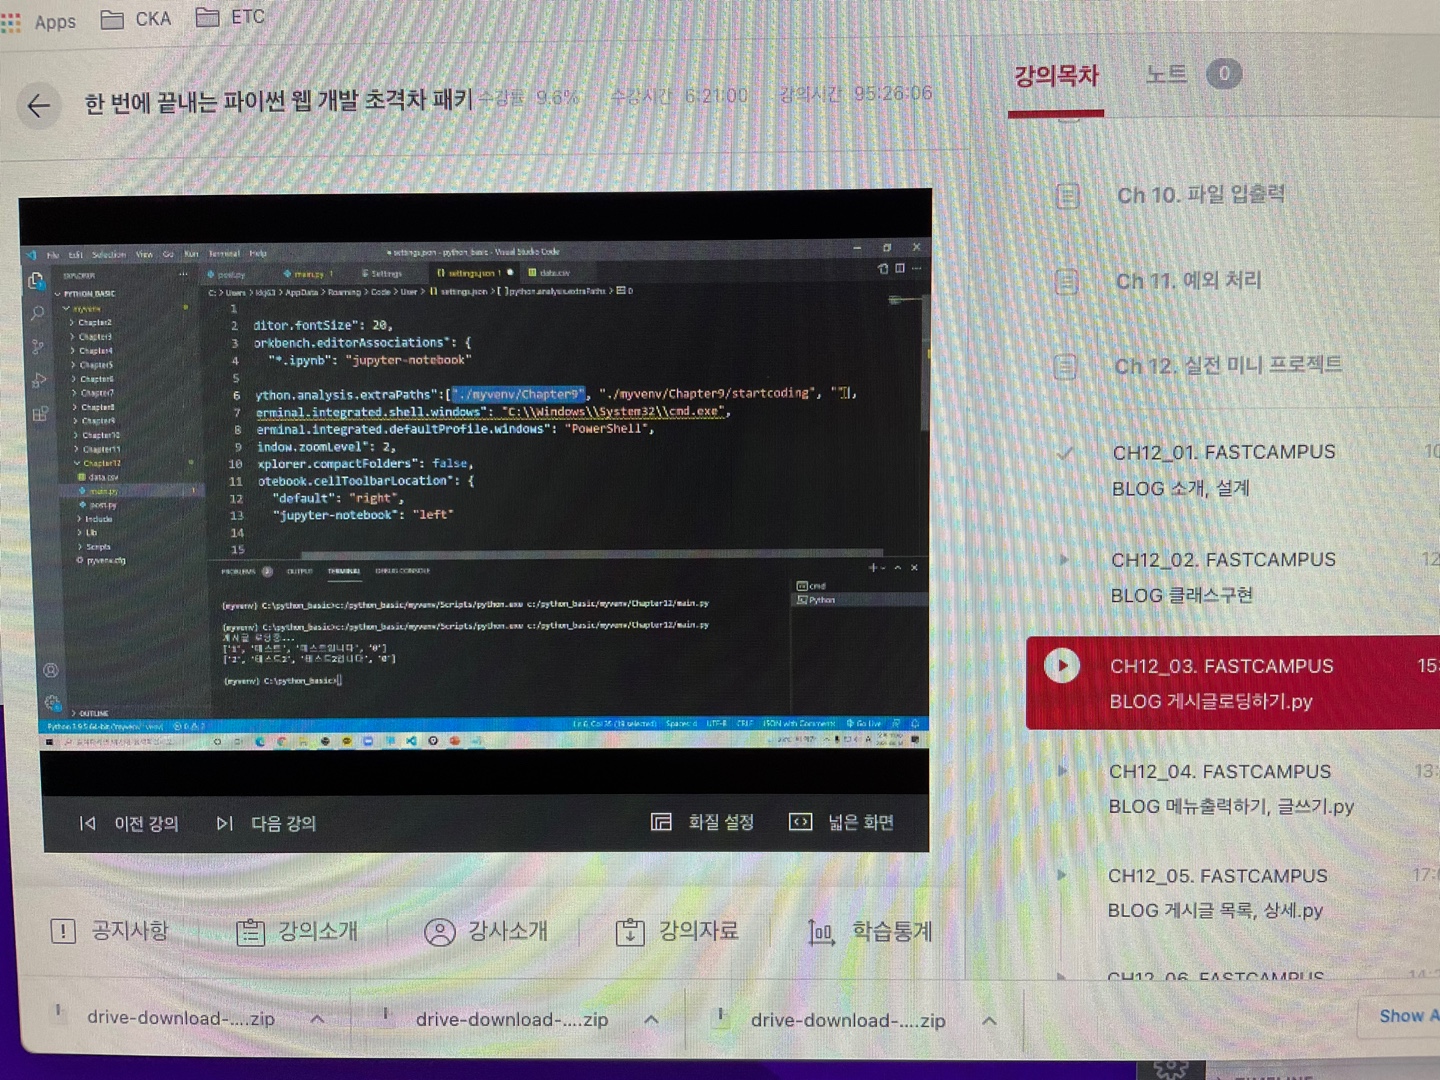 Apps CKA ETC
한 번에 끝내는 파이썬 웹 개발 초격차 패키
수강률 9.6% 수강시간 6:21:00 강의시간 95:26:06
강의목차 노트 0
Ch 10. 파일 입출력
Ch 11. 예외 처리
Ch 12. 실전 미니 프로젝트
CH12_01. FASTCAMPUS
BLOG 소개, 설계
CH12_02. FASTCAMPUS
BLOG 클래스구현
CH12_03. FASTCAMPUS
BLOG 게시글로딩하기.py
CH12_04. FASTCAMPUS
BLOG 메뉴출력하기, 글쓰기.py
CH12_05. FASTCAMPUS
BLOG 게시글 목록, 상세.py
CH12_06. FASTCAMPUS
File Edit Selection View Go Run Terminal Help
settings.json - python_basic - Visual Studio Code
EXPLORER
post.py main.py 1 Settings settings.json 1 data.csv
C: > Users > AppData > Roaming > Code > User > settings.json > [ ]python.analysis.extraPaths > 0
PYTHON_BASIC
myvenv
Chapter2
Chapter3
Chapter4
Chapter5
Chapter6
Chapter7
Chapter8
Chapter9
Chapter10
Chapter11
Chapter12
data.csv
main.py 1
post.py
Include
Lib
Scripts
pyvenv.cfg
OUTLINE
1
2 ditor.fontSize": 20,
3 orkbench.editorAssociations": {
4 "*.ipynb": "jupyter-notebook"
5
6 ython.analysis.extraPaths":["./myvenv/Chapter9", "./myvenv/Chapter9/startcoding", ""],
7 erminal.integrated.shell.windows": "C:\\Windows\\System32\\cmd.exe",
8 erminal.integrated.defaultProfile.windows": "PowerShell",
9 indow.zoomLevel": 2,
10 xplorer.compactFolders": false,
11 otebook.cellToolbarLocation": {
12 "default": "right",
13 "jupyter-notebook": "left"
14
15
PROBLEMS OUTPUT TERMINAL DEBUG CONSOLE
cmd
Python
(myvenv) C:\python_basic>c:/python_basic/myvenv/Scripts/python.exe c:/python_basic/myvenv/Chapter12/main.py
(myvenv) C:\python_basic>c:/python_basic/myvenv/Scripts/python.exe c:/python_basic/myvenv/Chapter12/main.py
게시글 로딩중...
['1', '테스트', '테스트입니다', '0']
['2', '테스트2', '테스트2입니다', '0']
(myvenv) C:\python_basic>
Python 3.9.5 64-bit
Ln 6, Col 35 (18 selected) Spaces: 4 UTF-8 CRLF JSON with Comments Go Live
이전 강의 다음 강의 화질 설정 넓은 화면
공지사항 강의소개 강사소개 강의자료 학습통계
drive-download-....zip drive-download-....zip drive-download-....zip
Show A